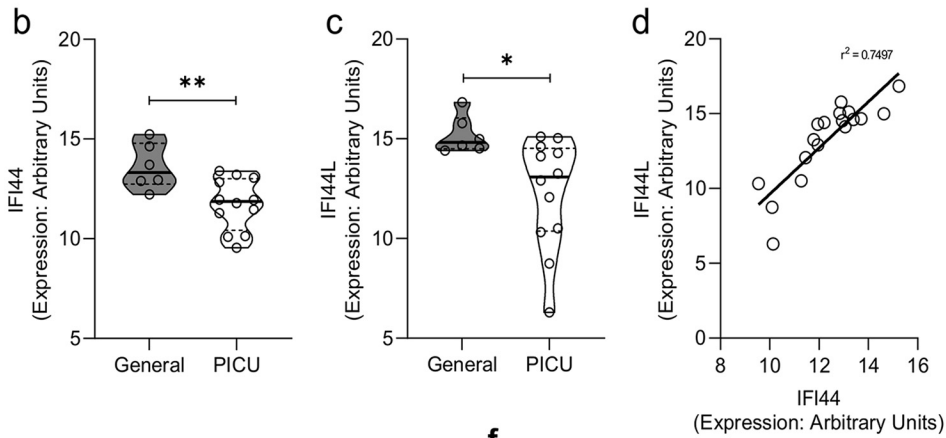 b
20
15
10
5
IFI44
(Expression: Arbitrary Units)
**
General
PICU
c
20
15
10
5
IFI44L
(Expression: Arbitrary Units)
*
General
PICU
d
20
15
10
5
0
IFI44L
(Expression: Arbitrary Units)
r² = 0.7497
8 10 12 14 16
IFI44
(Expression: Arbitrary Units)
f